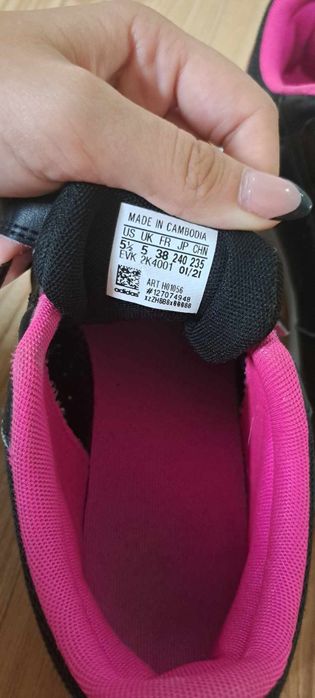 MADE IN CAMBODIA
US UK FR JP CHN
5½ 5 38 240 235
EVK 2K4001 01/21
ART H01056
#127074948
adidas